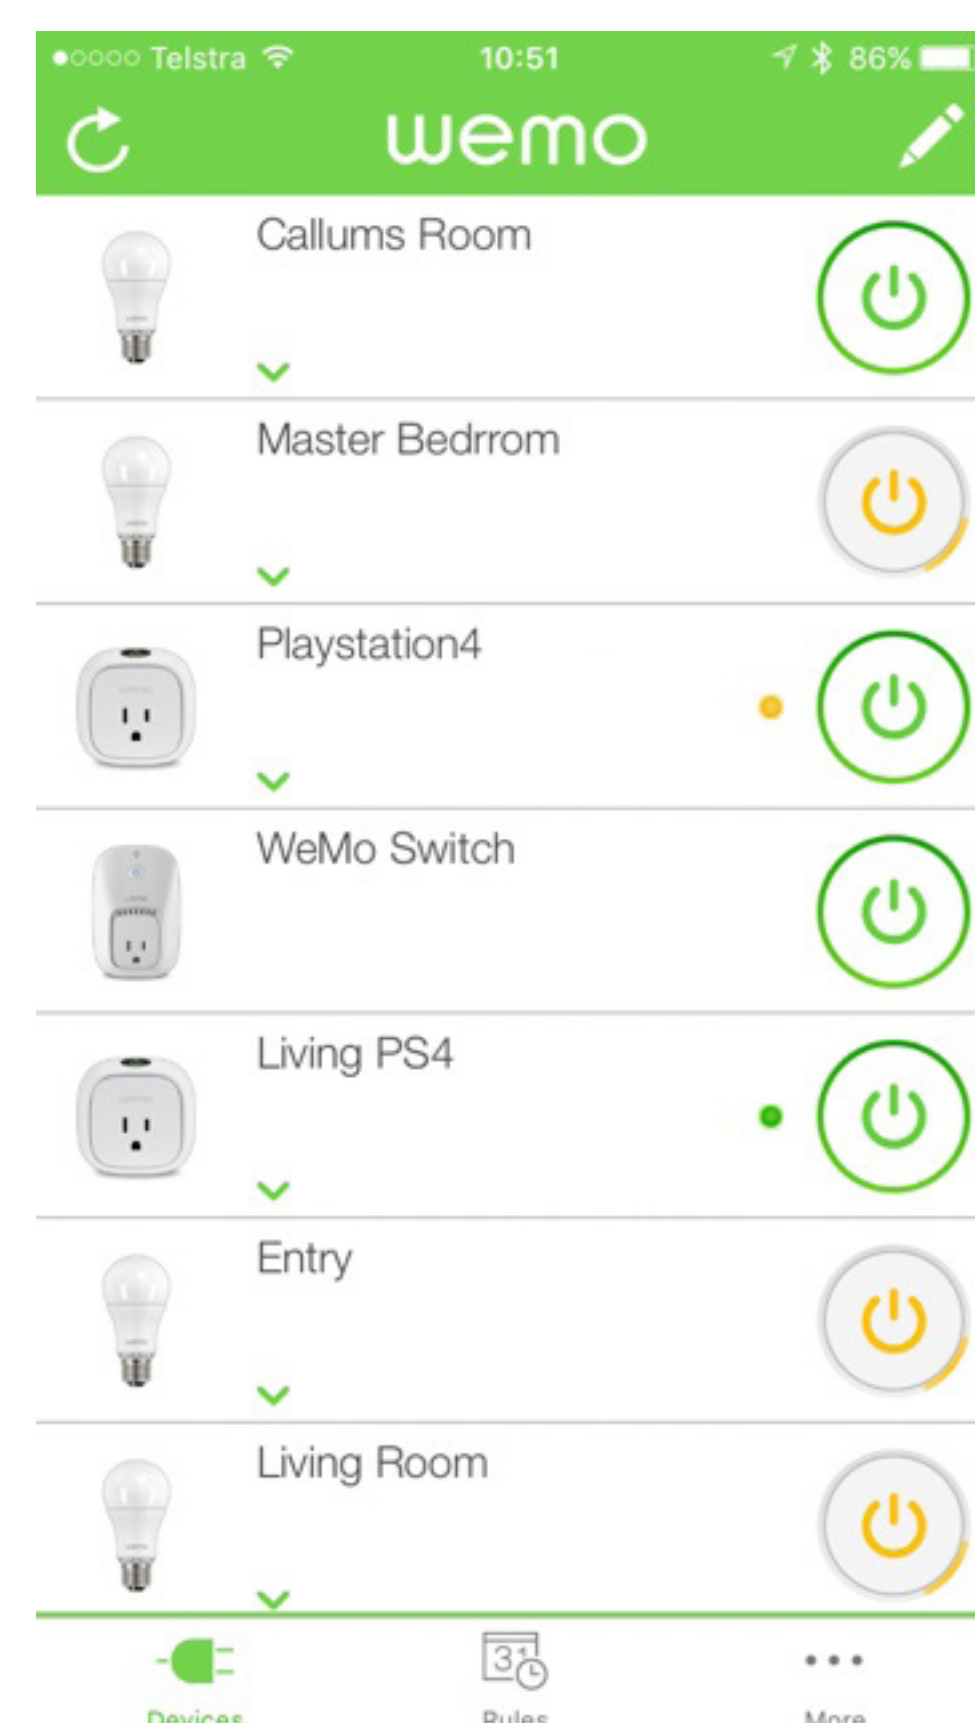 Telstra
10:51
86%
wemo
Callums Room
Master Bedrrom
Playstation4
WeMo Switch
Living PS4
Entry
Living Room
31
Devices
Rules
More